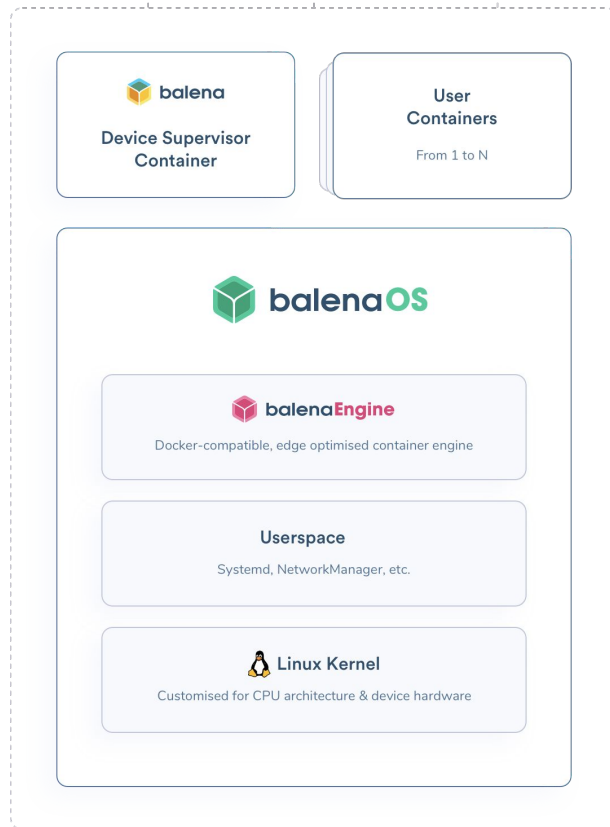 balena
Device Supervisor
Container
User
Containers
From 1 to N
balenaOS
balenaEngine
Docker-compatible, edge optimised container engine
Userspace
Systemd, NetworkManager, etc.
Linux Kernel
Customised for CPU architecture & device hardware